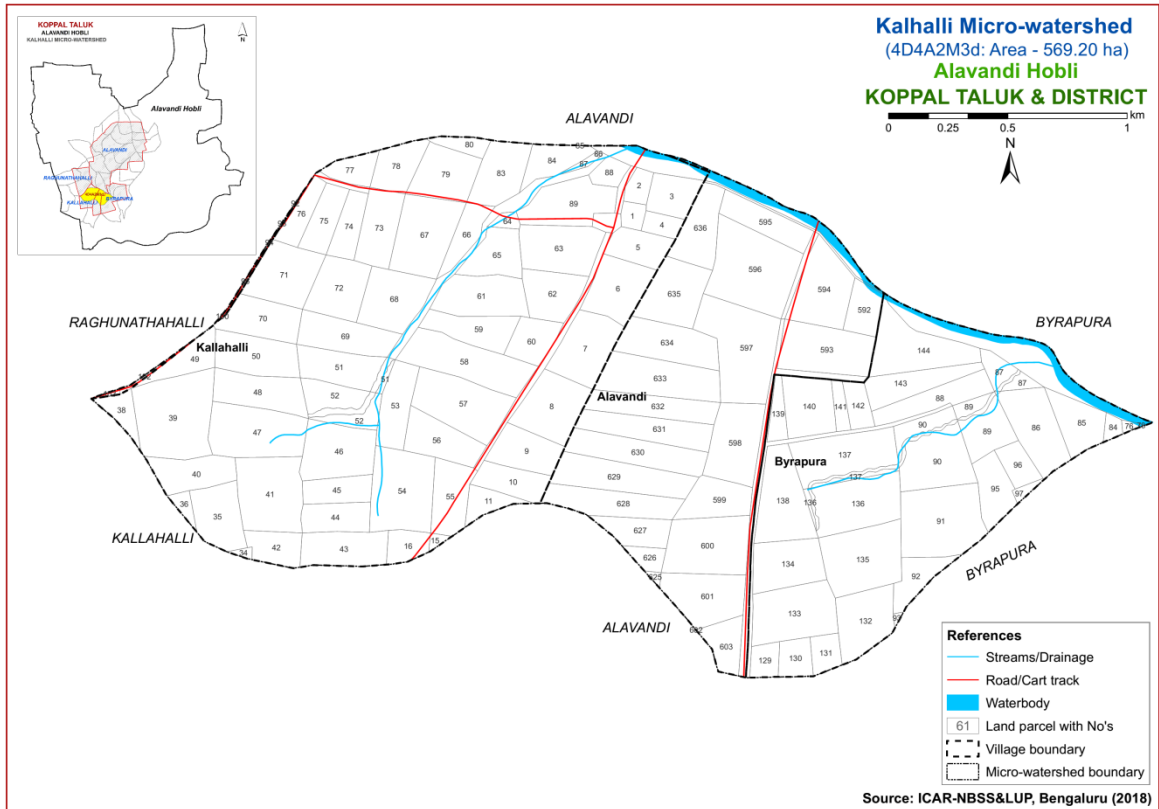 KOPPAL TALUK
ALAVANDI HOBLI
KALHALLI MICRO-WATERSHED
N
Alavandi Hobli
ALAVANDI
RAGHUNATHAHALLI
KALLAHALLI
BYRAPURA
Kalhalli Micro-watershed
(4D4A2M3d: Area - 569.20 ha)
Alavandi Hobli
KOPPAL TALUK & DISTRICT
km
0 0.25 0.5 1
N
ALAVANDI
80
78 84 66
77 79 83 67 88
2 3
76 75 74 73 67 66 64 89 1 4 636 595
65 63 5
71 596
72 68 61 62 6 635 594 592
RAGHUNATHAHALLI
BYRAPURA
70 69 59 60 7 634 597 593 144
Kallahalli
49 50 51 58
48 52 51 53 57 8 633 143 87 87
38 39 52 Alavandi 632 139 140 141 142 88 89
47 56 631 598 90 89 86 85 84 76
46 9 630 Byrapura 137 90 96
40 41 45 54 55 10 629 599 138 137 136 136 95 97
36 35 44 11 628 91
KALLAHALLI
34 42 43 16 15 627 600 134 135 92
626
625 601 133 132
BYRAPURA
ALAVANDI
602 603 129 130 131
References
Streams/Drainage
Road/Cart track
Waterbody
61 Land parcel with No's
Village boundary
Micro-watershed boundary
Source: ICAR-NBSS&LUP, Bengaluru (2018)